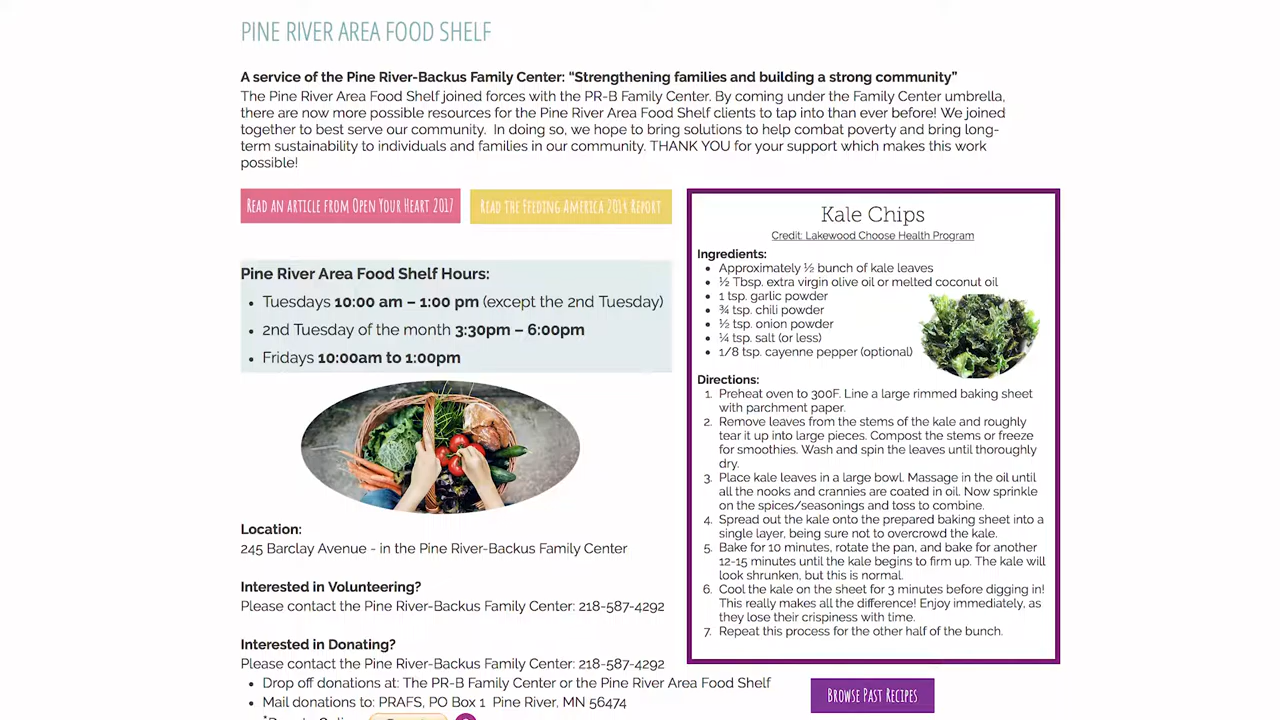 PINE RIVER AREA FOOD SHELF
A service of the Pine River-Backus Family Center: “Strengthening families and building a strong community”
The Pine River Area Food Shelf joined forces with the PR-B Family Center. By coming under the Family Center umbrella,
there are now more possible resources for the Pine River Area Food Shelf clients to tap into than ever before! We joined
together to best serve our community.  In doing so, we hope to bring solutions to help combat poverty and bring long-
term sustainability to individuals and families in our community. THANK YOU for your support which makes this work
possible!
Read an article from Open Your Heart 2017
Read the Feeding America 2014 Report
Pine River Area Food Shelf Hours:
• Tuesdays 10:00 am – 1:00 pm (except the 2nd Tuesday)
• 2nd Tuesday of the month 3:30pm – 6:00pm
• Fridays 10:00am to 1:00pm
Location:
245 Barclay Avenue - in the Pine River-Backus Family Center
Interested in Volunteering?
Please contact the Pine River-Backus Family Center: 218-587-4292
Interested in Donating?
Please contact the Pine River-Backus Family Center: 218-587-4292
• Drop off donations at: The PR-B Family Center or the Pine River Area Food Shelf
• Mail donations to: PRAFS, PO Box 1  Pine River, MN 56474
Kale Chips
Credit: Lakewood Choose Health Program
Ingredients:
• Approximately ½ bunch of kale leaves
• ½ Tbsp. extra virgin olive oil or melted coconut oil
• 1 tsp. garlic powder
• ¾ tsp. chili powder
• ½ tsp. onion powder
• ¼ tsp. salt (or less)
• 1/8 tsp. cayenne pepper (optional)
Directions:
1. Preheat oven to 300F. Line a large rimmed baking sheet
with parchment paper.
2. Remove leaves from the stems of the kale and roughly
tear it up into large pieces. Compost the stems or freeze
for smoothies. Wash and spin the leaves until thoroughly
dry.
3. Place kale leaves in a large bowl. Massage in the oil until
all the nooks and crannies are coated in oil. Now sprinkle
on the spices/seasonings and toss to combine.
4. Spread out the kale onto the prepared baking sheet into a
single layer, being sure not to overcrowd the kale.
5. Bake for 10 minutes, rotate the pan, and bake for another
12-15 minutes until the kale begins to firm up. The kale will
look shrunken, but this is normal.
6. Cool the kale on the sheet for 3 minutes before digging in!
This really makes all the difference! Enjoy immediately, as
they lose their crispiness with time.
7. Repeat this process for the other half of the bunch.
Browse Past Recipes